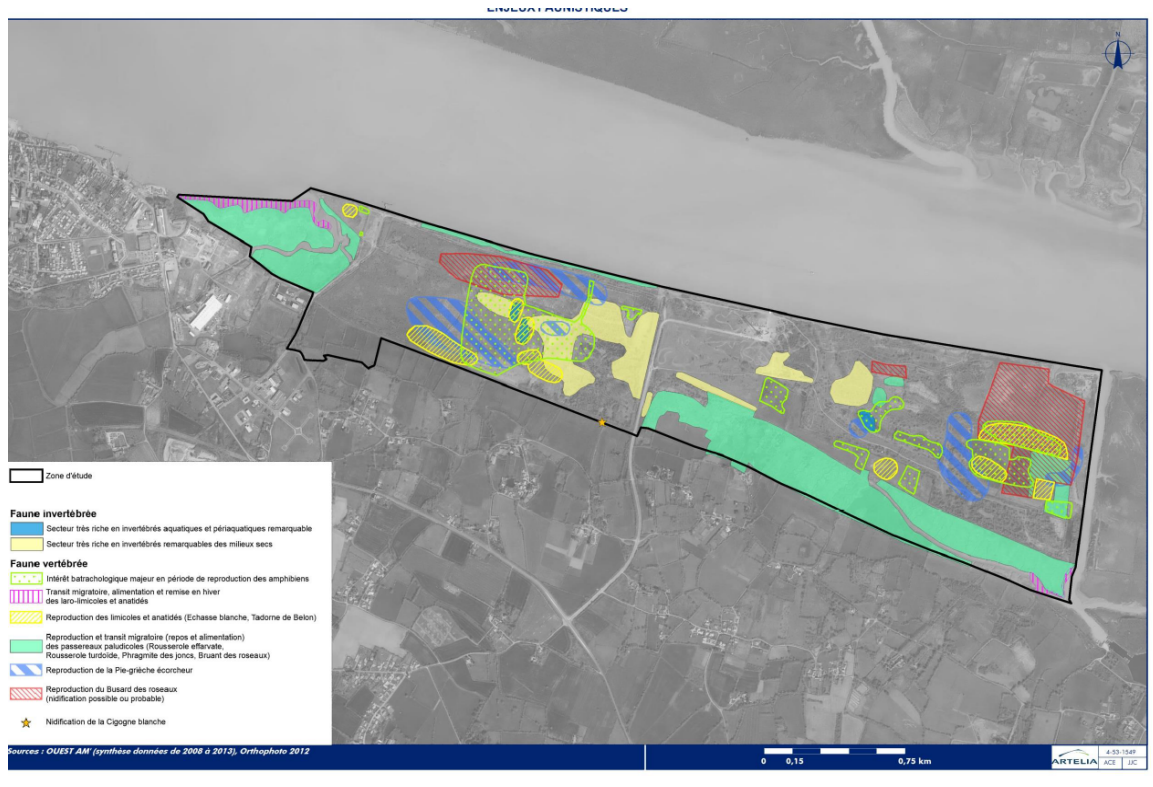 ENJEUX FAUNISTIQUES
N
Zone d'étude
Faune invertébrée
Secteur très riche en invertébrés aquatiques et périaquatiques remarquable
Secteur très riche en invertébrés remarquables des milieux secs
Faune vertébrée
Intérêt batrachologique majeur en période de reproduction des amphibiens
Transit migratoire, alimentation et remise en hiver
des laro-limicoles et anatidés
Reproduction des limicoles et anatidés (Echasse blanche, Tadorne de Belon)
Reproduction et transit migratoire (repos et alimentation)
des passereaux paludicoles (Rousserole effarvate,
Rousserole turdoïde, Phragmite des joncs, Bruant des roseaux)
Reproduction de la Pie-grièche écorcheur
Reproduction du Busard des roseaux
(nidification possible ou probable)
Nidification de la Cigogne blanche
Sources : OUEST AM' (synthèse données de 2008 à 2013), Orthophoto 2012
0 0,15 0,75 km
ARTELIA
4-53-1549
ACE JJC